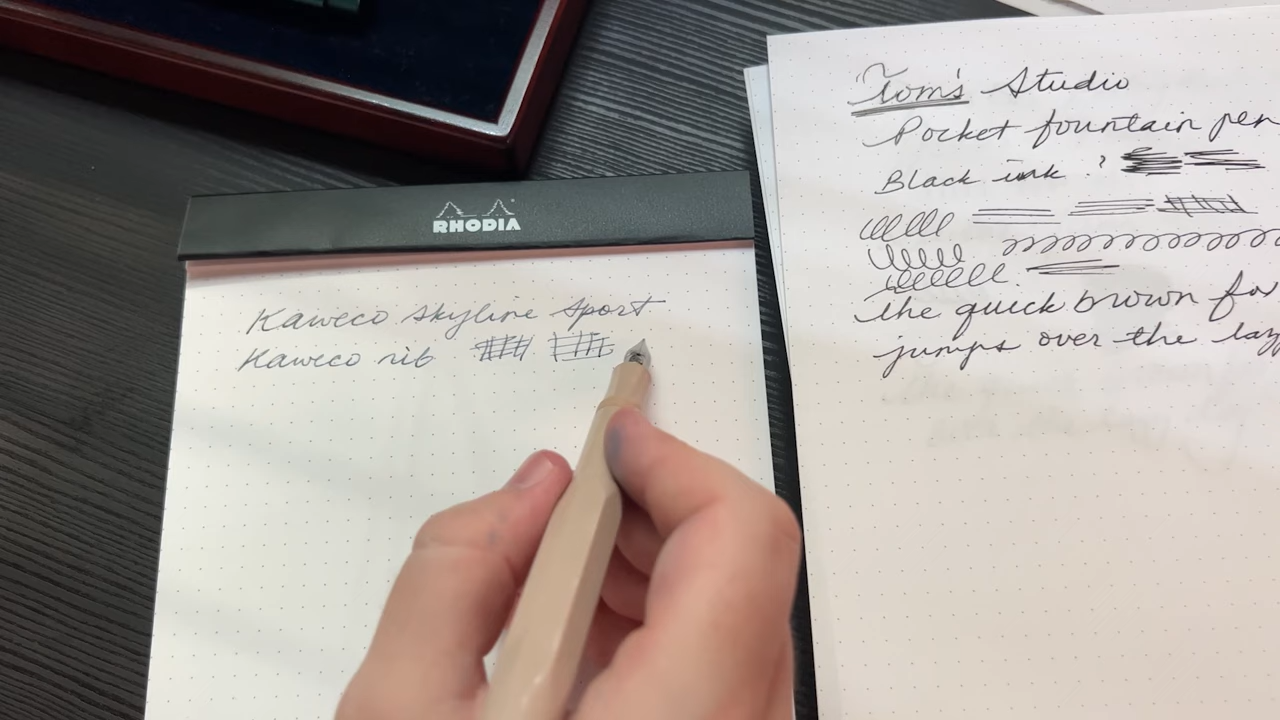 RHODIA
Kaweco Skyline Sport
Kaweco nib
Tom's Studio
Pocket fountain pen
Black ink ?
the quick brown fox
jumps over the lazy